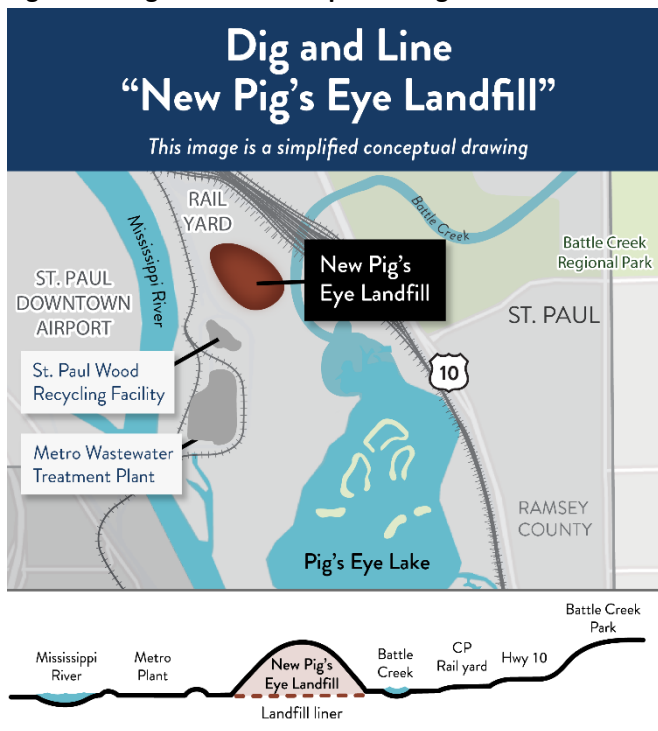 Dig and Line
“New Pig’s Eye Landfill”
This image is a simplified conceptual drawing
RAIL
YARD
Mississippi River
Battle Creek
Battle Creek
Regional Park
New Pig’s
Eye Landfill
ST. PAUL
DOWNTOWN
AIRPORT
ST. PAUL
St. Paul Wood
Recycling Facility
10
Metro Wastewater
Treatment Plant
RAMSEY
COUNTY
Pig’s Eye Lake
Battle Creek
Park
Mississippi
River
Metro
Plant
New Pig’s
Eye Landfill
Battle
Creek
CP
Rail yard
Hwy 10
Landfill liner